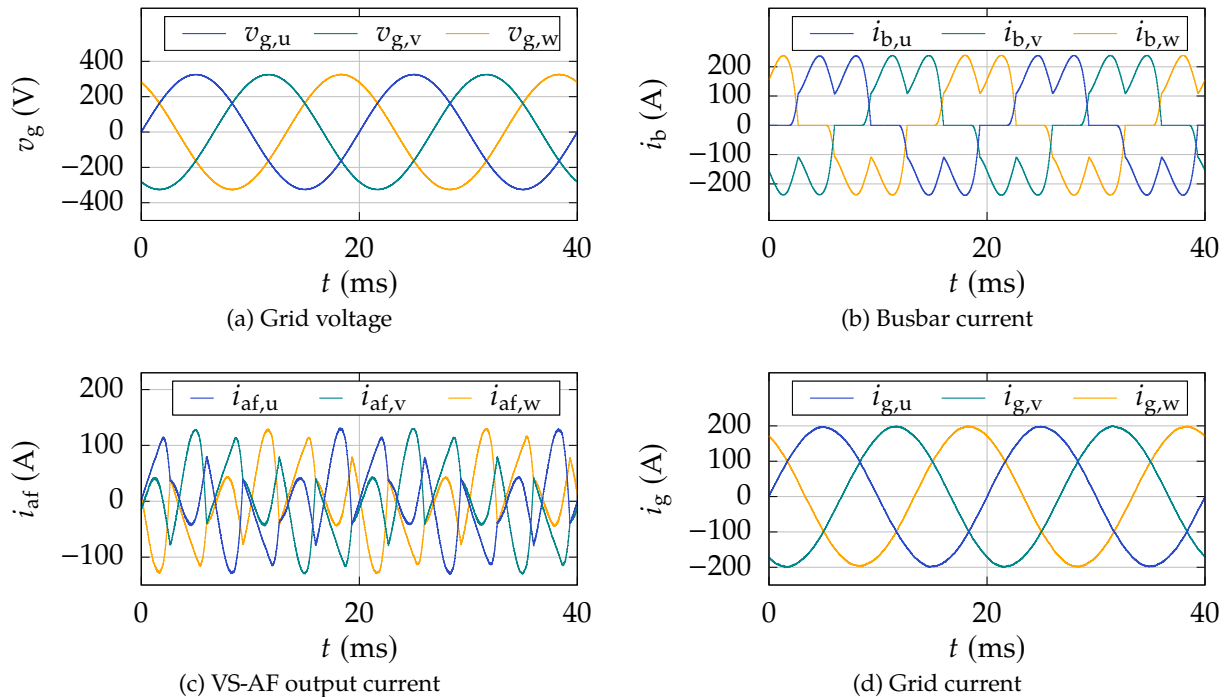 v_g,u v_g,v v_g,w
400
200
0
−200
−400
v_g (V)
0 20 40
t (ms)
(a) Grid voltage
i_b,u i_b,v i_b,w
200
100
0
−100
−200
i_b (A)
0 20 40
t (ms)
(b) Busbar current
i_af,u i_af,v i_af,w
200
100
0
−100
i_af (A)
0 20 40
t (ms)
(c) VS-AF output current
i_g,u i_g,v i_g,w
200
100
0
−100
−200
i_g (A)
0 20 40
t (ms)
(d) Grid current